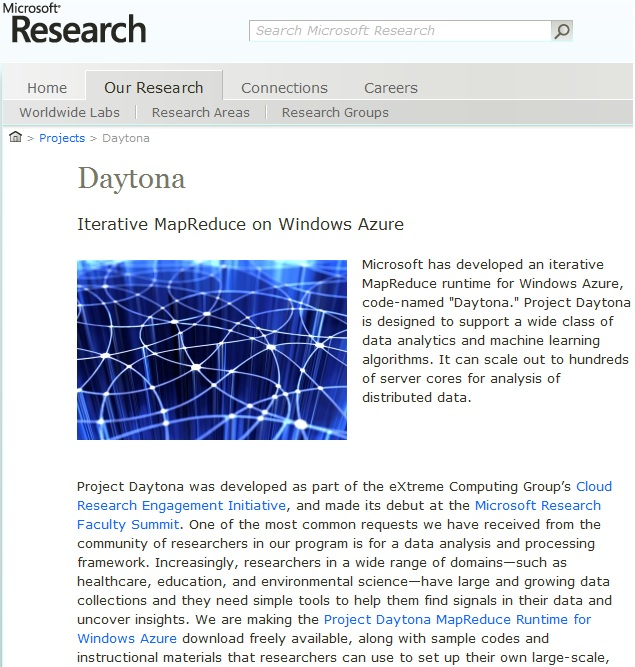 Microsoft®
Research
Search Microsoft Research
Home Our Research Connections Careers
Worldwide Labs Research Areas Research Groups
> Projects > Daytona
Daytona
Iterative MapReduce on Windows Azure
Microsoft has developed an iterative
MapReduce runtime for Windows Azure,
code-named "Daytona." Project Daytona
is designed to support a wide class of
data analytics and machine learning
algorithms. It can scale out to hundreds
of server cores for analysis of
distributed data.
Project Daytona was developed as part of the eXtreme Computing Group’s Cloud
Research Engagement Initiative, and made its debut at the Microsoft Research
Faculty Summit. One of the most common requests we have received from the
community of researchers in our program is for a data analysis and processing
framework. Increasingly, researchers in a wide range of domains—such as
healthcare, education, and environmental science—have large and growing data
collections and they need simple tools to help them find signals in their data and
uncover insights. We are making the Project Daytona MapReduce Runtime for
Windows Azure download freely available, along with sample codes and
instructional materials that researchers can use to set up their own large-scale,